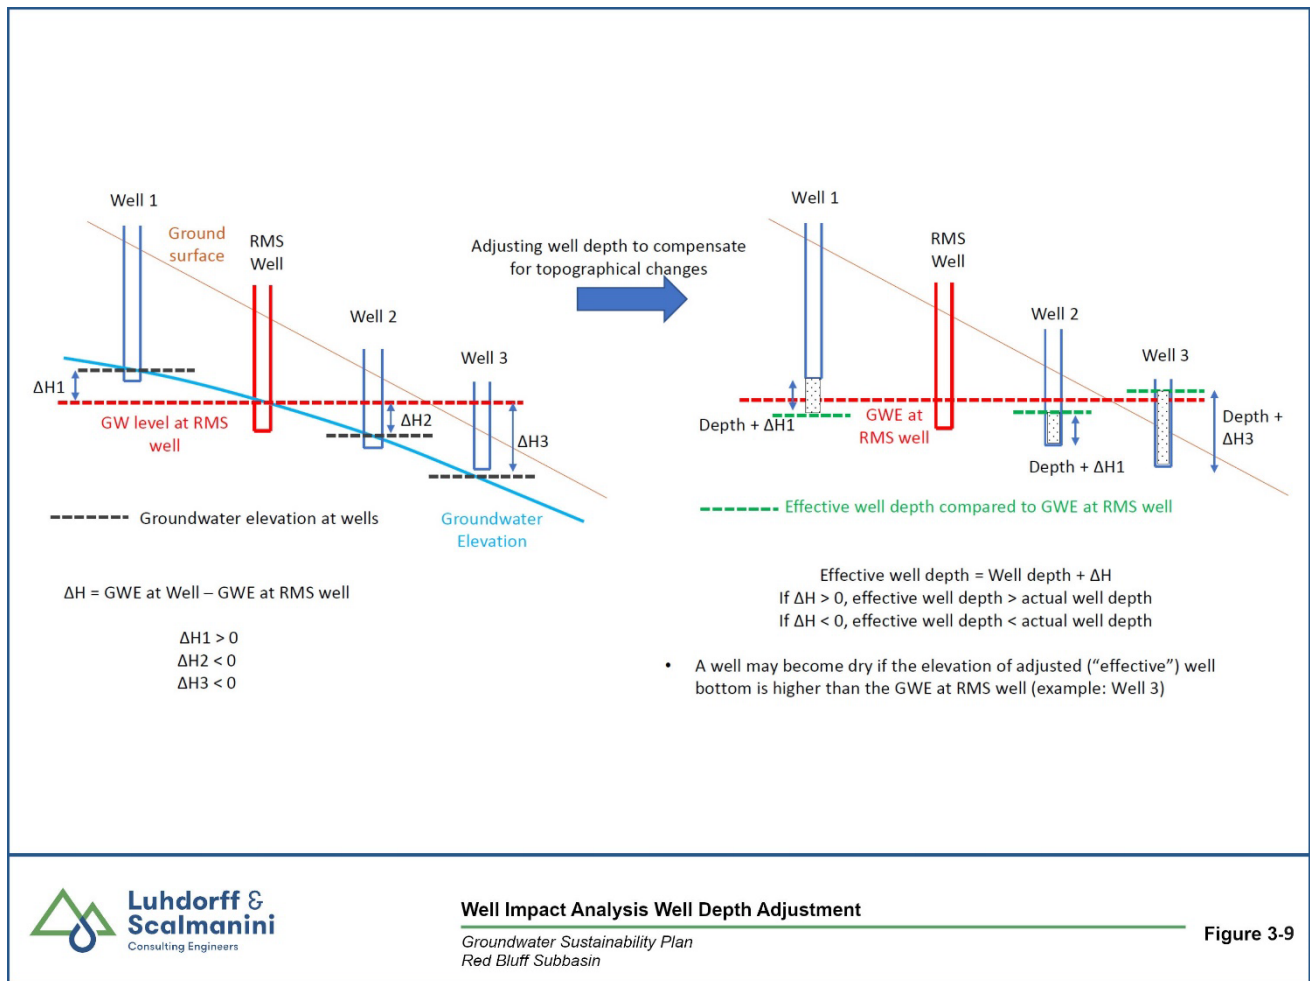 Well 1
Ground
surface
RMS
Well
Well 2
Well 3
ΔH1
GW level at RMS
well
ΔH2
ΔH3
Groundwater elevation at wells
Groundwater
Elevation
ΔH = GWE at Well – GWE at RMS well
ΔH1 > 0
ΔH2 < 0
ΔH3 < 0
Adjusting well depth to compensate
for topographical changes
Well 1
RMS
Well
Well 2
Well 3
Depth + ΔH1
GWE at
RMS well
Depth + ΔH1
Depth +
ΔH3
Effective well depth compared to GWE at RMS well
Effective well depth = Well depth + ΔH
If ΔH > 0, effective well depth > actual well depth
If ΔH < 0, effective well depth < actual well depth
• A well may become dry if the elevation of adjusted (“effective”) well
bottom is higher than the GWE at RMS well (example: Well 3)
Luhdorff &
Scalmanini
Consulting Engineers
Well Impact Analysis Well Depth Adjustment
Groundwater Sustainability Plan
Red Bluff Subbasin
Figure 3-9